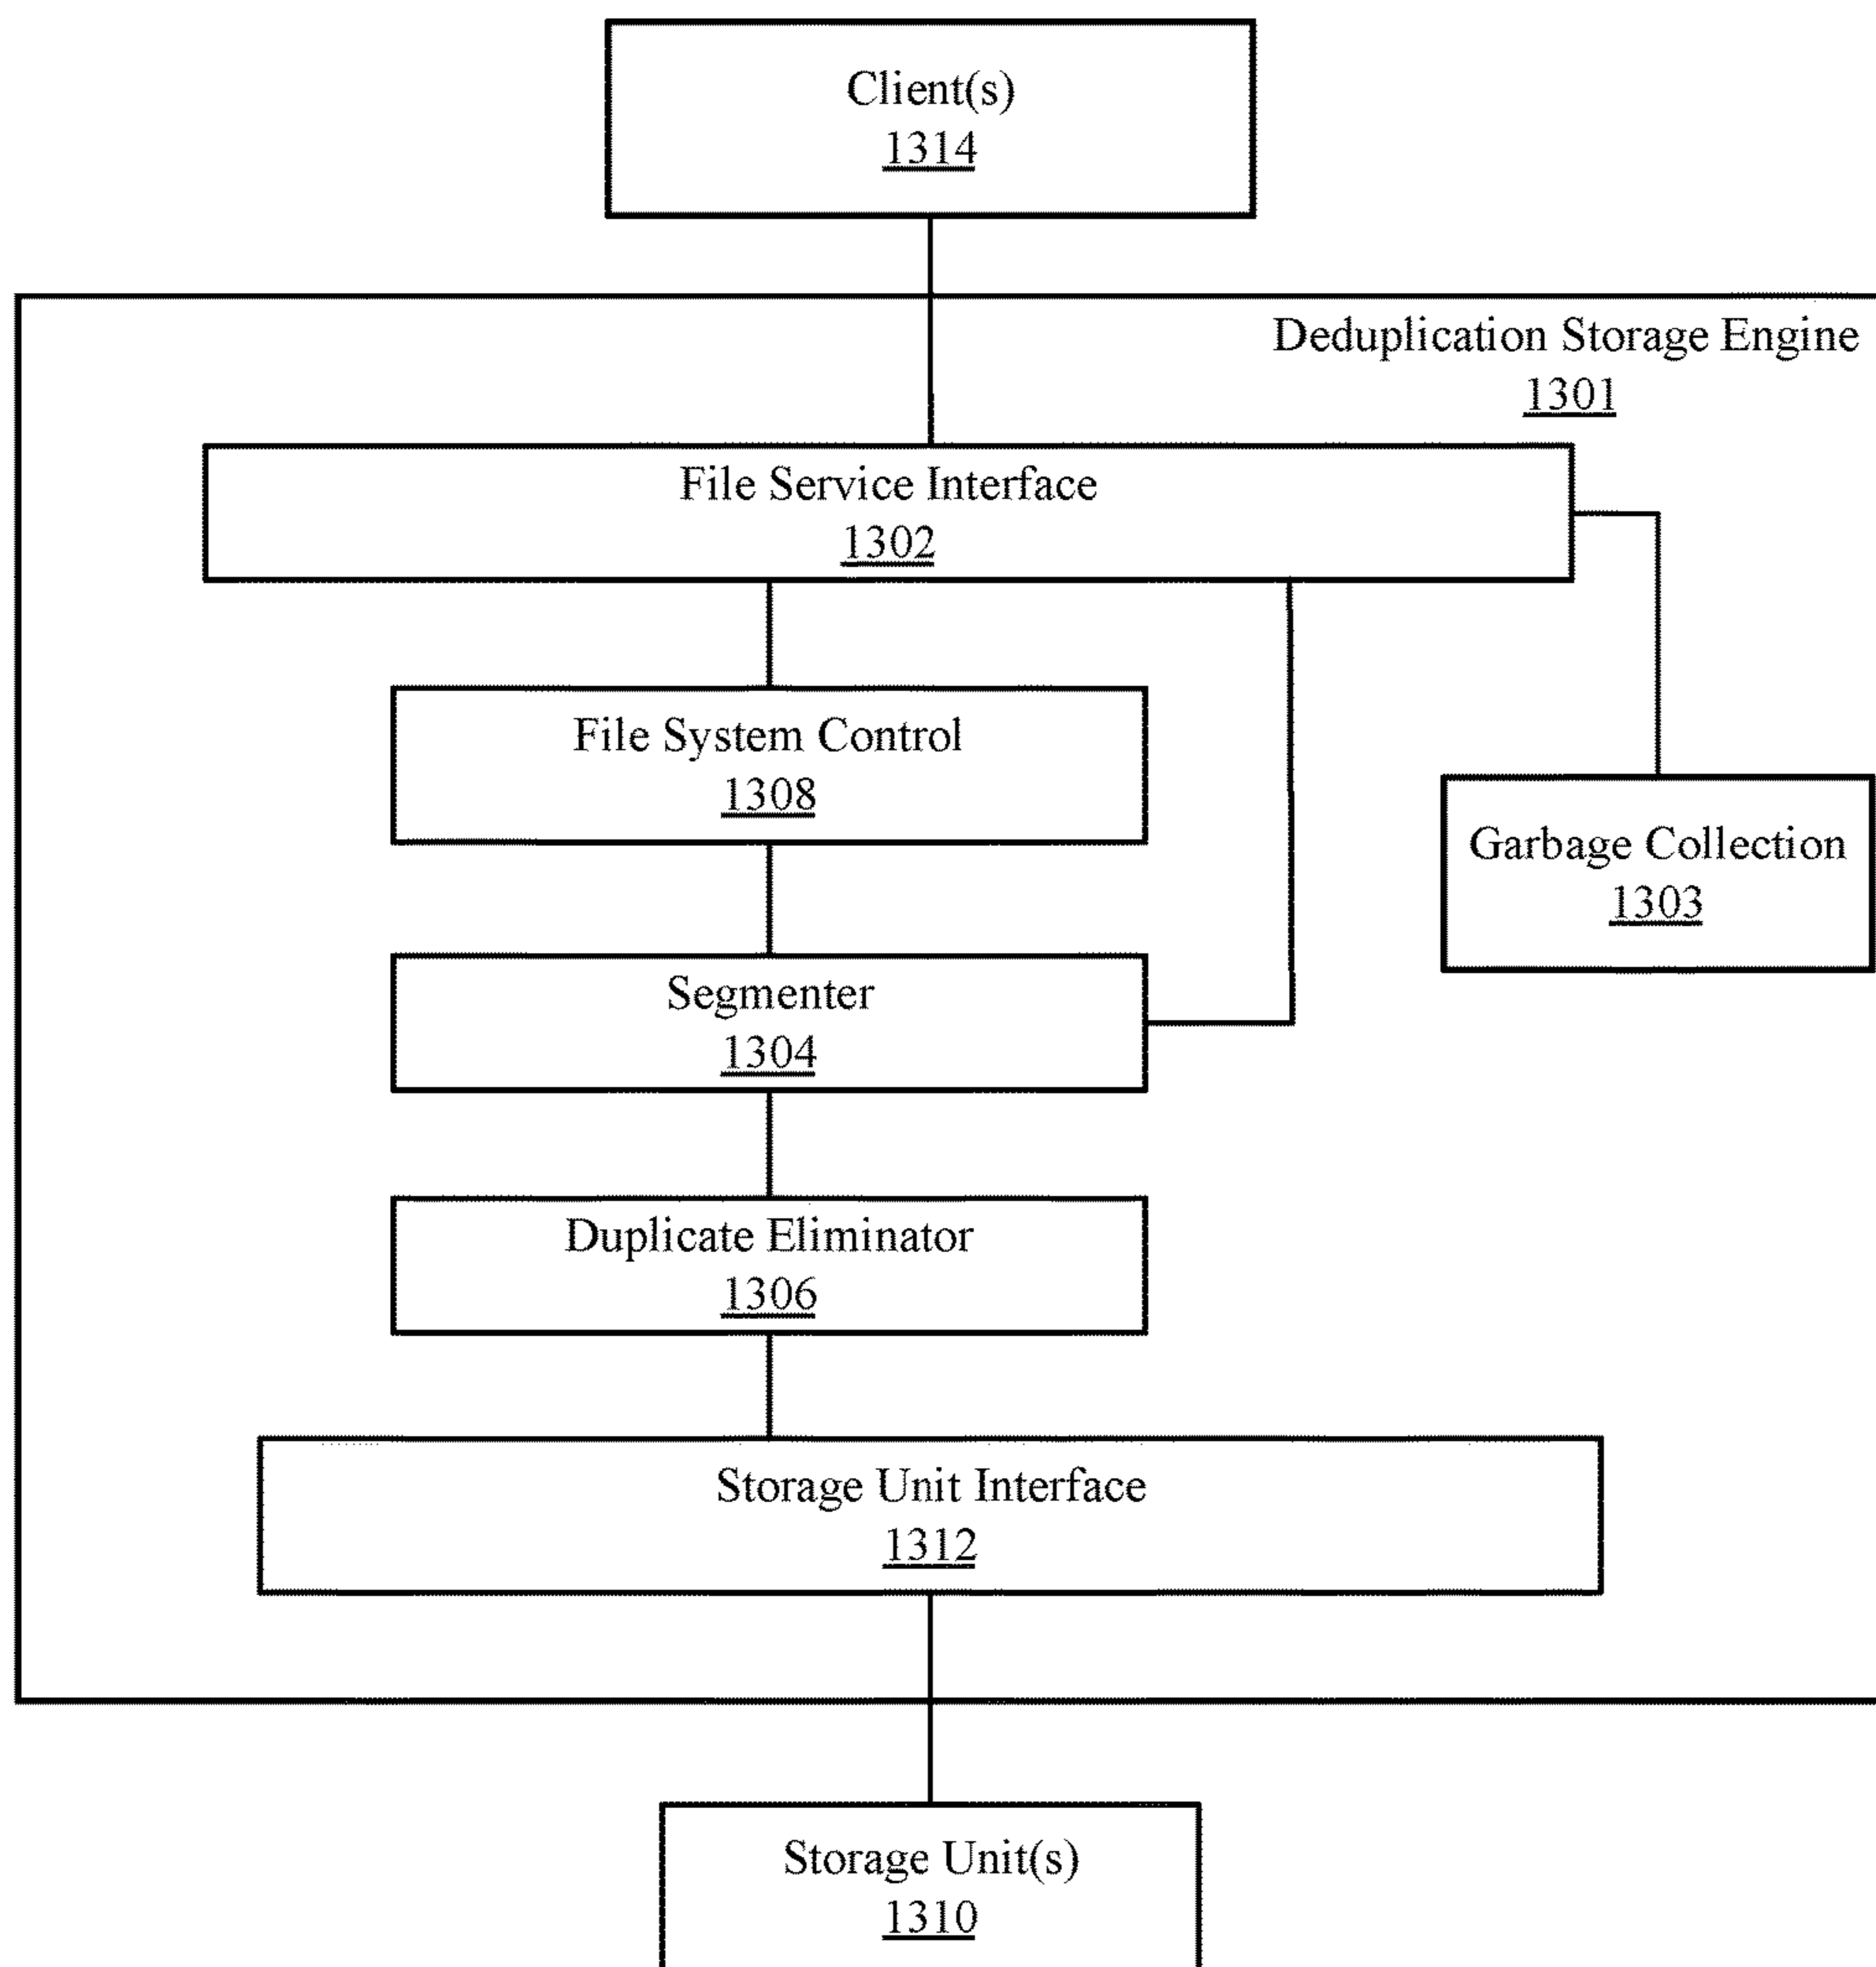 Client(s)
1314
Deduplication Storage Engine
1301
File Service Interface
1302
File System Control
1308
Garbage Collection
1303
Segmenter
1304
Duplicate Eliminator
1306
Storage Unit Interface
1312
Storage Unit(s)
1310